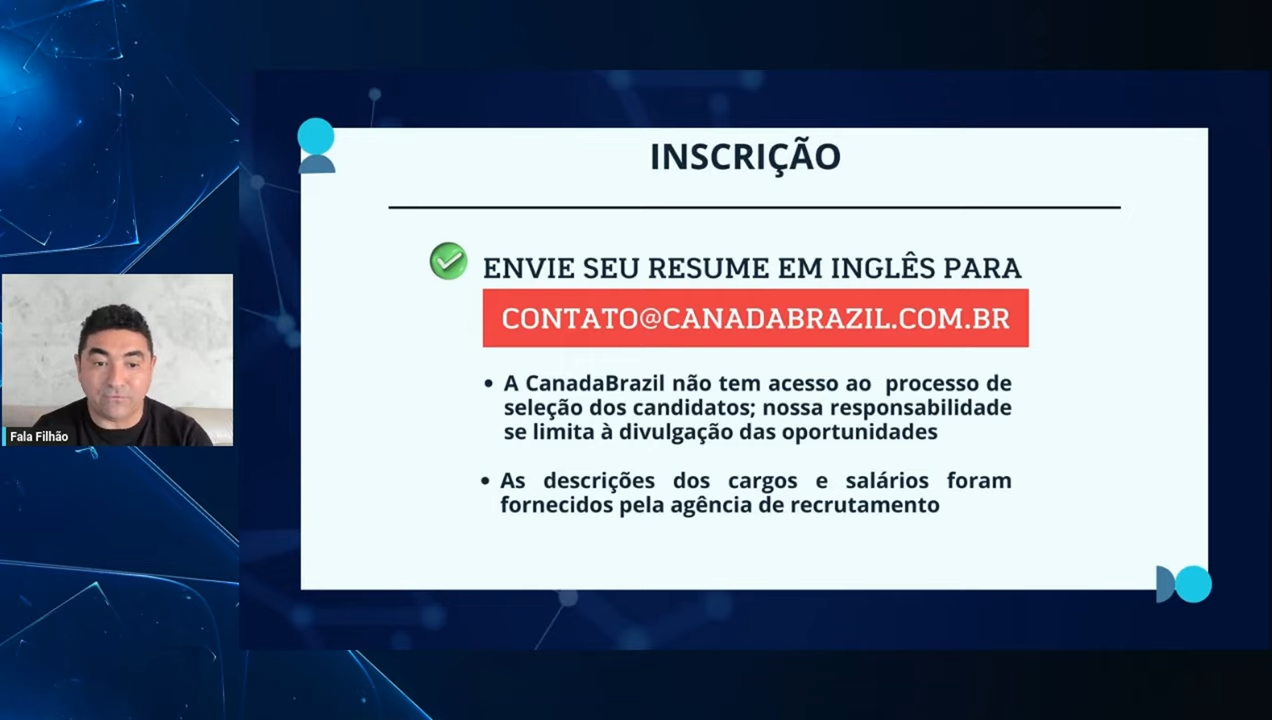 INSCRIÇÃO
ENVIE SEU RESUME EM INGLÊS PARA
CONTATO@CANADABRAZIL.COM.BR
• A CanadaBrazil não tem acesso ao processo de
seleção dos candidatos; nossa responsabilidade
se limita à divulgação das oportunidades
• As descrições dos cargos e salários foram
fornecidos pela agência de recrutamento
Fala Filhão